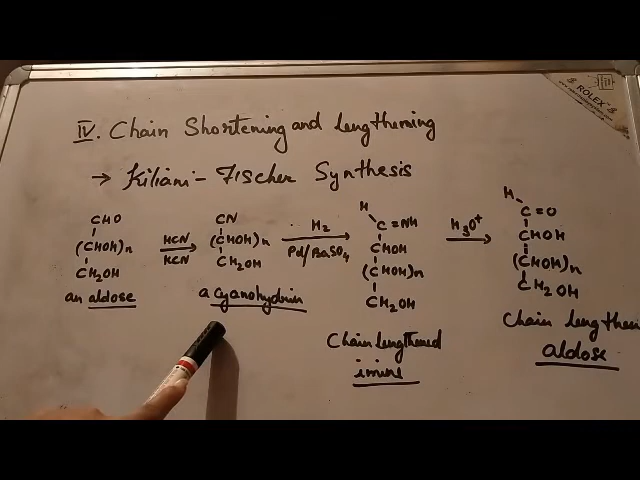 IV. Chain Shortening and Lengthening
→ Kiliani-Fischer Synthesis
CHO
(CHOH)n
CH2OH
an aldose
HCN
KCN
CN
(CHOH)n
CH2OH
a cyanohydrin
H2
Pd/BaSO4
H
C=NH
CHOH
(CHOH)n
CH2OH
Chain lengthened
imine
H3O+
H
C=O
CHOH
(CHOH)n
CH2OH
Chain lengthen
aldose
ROLEX